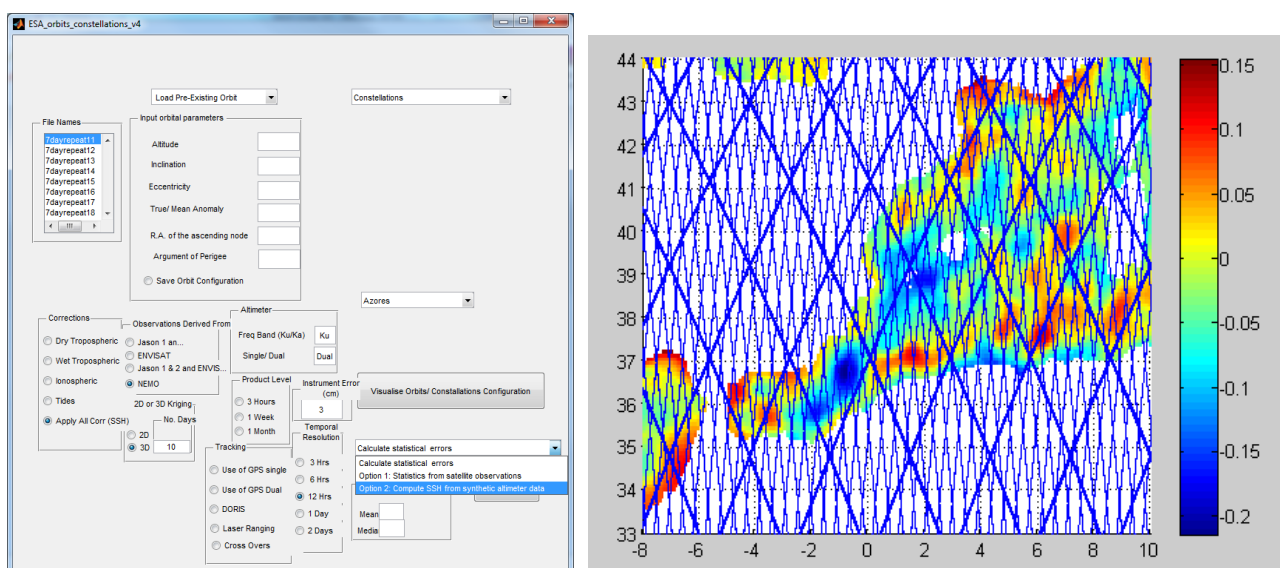 ESA_orbits_constellations_v4
Load Pre-Existing Orbit
Constellations
File Names
7dayrepeat11
7dayrepeat12
7dayrepeat13
7dayrepeat14
7dayrepeat15
7dayrepeat16
7dayrepeat17
7dayrepeat18
Input orbital parameters
Altitude
Inclination
Eccentricity
True/ Mean Anomaly
R.A. of the ascending node
Argument of Perigee
Save Orbit Configuration
Azores
Corrections
Dry Tropospheric
Wet Tropospheric
Ionospheric
Tides
Apply All Corr (SSH)
Observations Derived From
Jason 1 an...
ENVISAT
Jason 1 & 2 and ENVIS...
NEMO
2D or 3D Kriging
2D
3D
No. Days
10
Altimeter
Freq Band (Ku/Ka)
Ku
Single/ Dual
Dual
Product Level
3 Hours
1 Week
1 Month
Instrument Error
(cm)
3
Visualise Orbits/ Constellations Configuration
Tracking
Use of GPS single
Use of GPS Dual
DORIS
Laser Ranging
Cross Overs
Temporal
Resolution
3 Hrs
6 Hrs
12 Hrs
1 Day
2 Days
Calculate statistical errors
Calculate statistical errors
Option 1: Statistics from satellite observations
Option 2: Compute SSH from synthetic altimeter data
Mean
Media
44
43
42
41
40
39
38
37
36
35
34
33
-8
-6
-4
-2
0
2
4
6
8
10
0.15
0.1
0.05
0
-0.05
-0.1
-0.15
-0.2